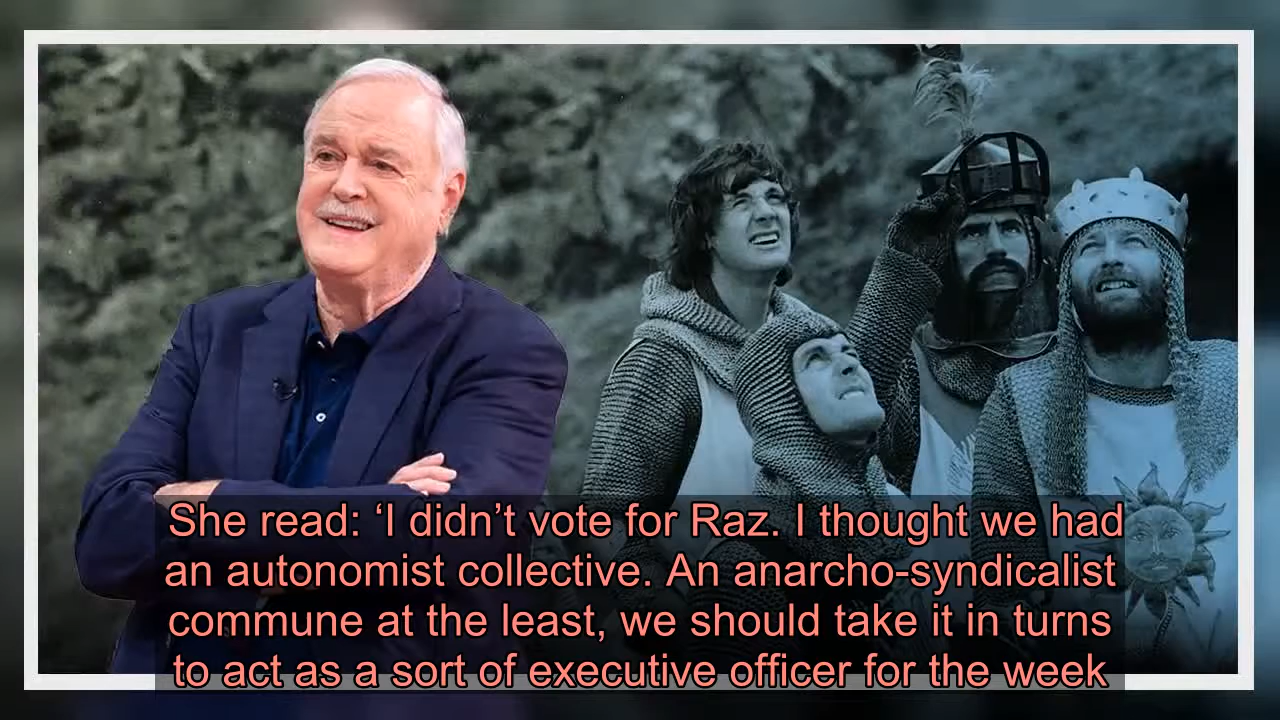 She read: ‘I didn’t vote for Raz. I thought we had
an autonomist collective. An anarcho-syndicalist
commune at the least, we should take it in turns
to act as a sort of executive officer for the week